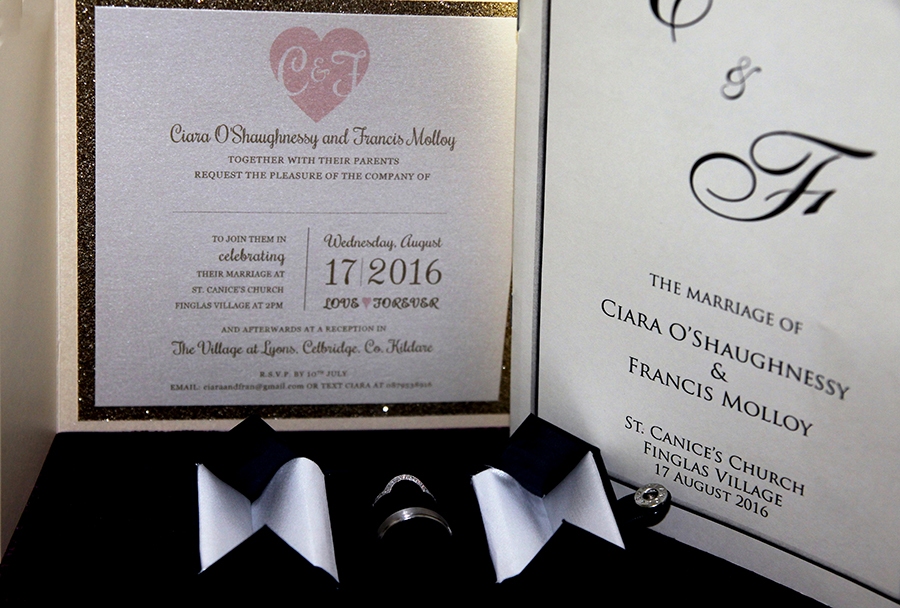 C & F
Ciara O'Shaughnessy and Francis Molloy
TOGETHER WITH THEIR PARENTS
REQUEST THE PLEASURE OF THE COMPANY OF
TO JOIN THEM IN
celebrating
THEIR MARRIAGE AT
ST. CANICE'S CHURCH
FINGLAS VILLAGE AT 2PM
Wednesday, August
17|2016
LOVE FOREVER
AND AFTERWARDS AT A RECEPTION IN
The Village at Lyons, Celbridge, Co. Kildare
R.S.V.P. BY 10TH JULY
EMAIL: ciaraandfran@gmail.com OR TEXT CIARA AT
C
&
F
THE MARRIAGE OF
CIARA O'SHAUGHNESSY
&
FRANCIS MOLLOY
ST. CANICE'S CHURCH
FINGLAS VILLAGE
17 AUGUST 2016